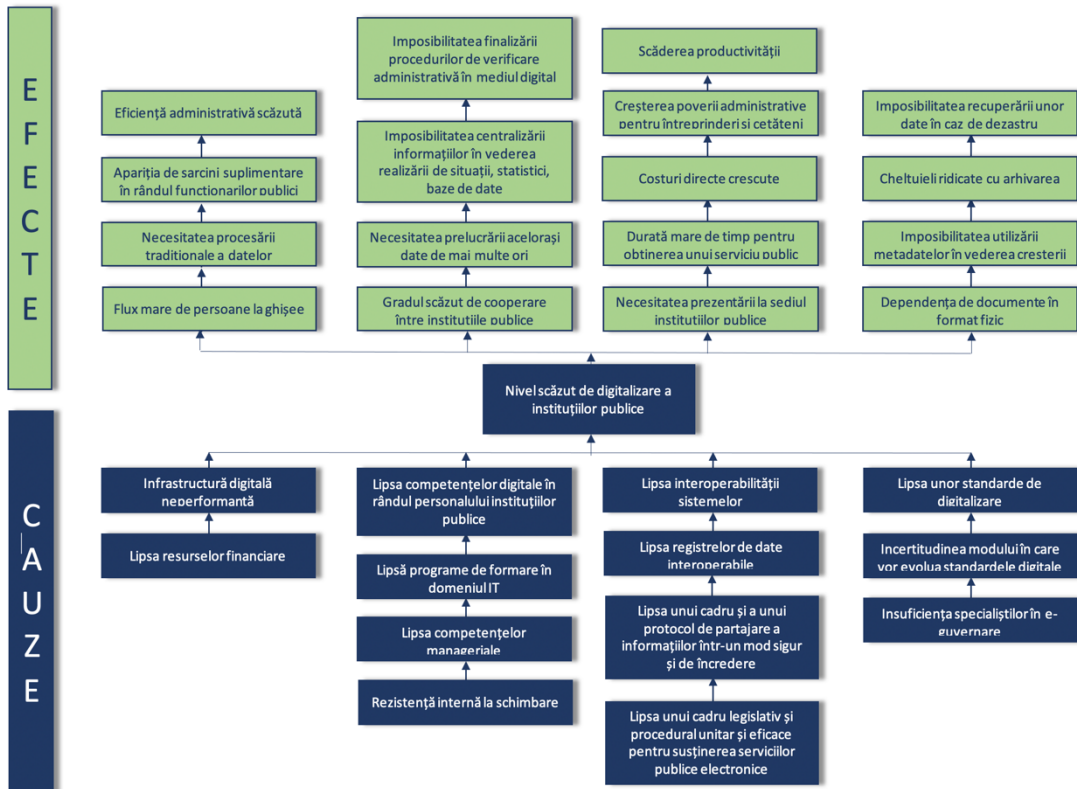 EFECTE
Imposibilitatea finalizării
procedurilor de verificare
administrativă în mediul digital
Scăderea productivității
Eficiență administrativă scăzută
Imposibilitatea centralizării
informațiilor în vederea
realizării de situații, statistici,
baze de date
Creșterea poverii administrative
pentru întreprinderi și cetățeni
Imposibilitatea recuperării unor
date în caz de dezastru
Apariția de sarcini suplimentare
în rândul funcționarilor publici
Costuri directe crescute
Cheltuieli ridicate cu arhivarea
Necesitatea procesării
tradiționale a datelor
Necesitatea prelucrării acelorași
date de mai multe ori
Durată mare de timp pentru
obținerea unui serviciu public
Imposibilitatea utilizării
metadatelor în vederea creșterii
Flux mare de persoane la ghișee
Gradul scăzut de cooperare
între instituțiile publice
Necesitatea prezentării la sediul
instituțiilor publice
Dependența de documente în
format fizic
Nivel scăzut de digitalizare a
instituțiilor publice
CAUZE
Infrastructură digitală
neperformantă
Lipsa competențelor digitale în
rândul personalului instituțiilor
publice
Lipsa interoperabilității
sistemelor
Lipsa unor standarde de
digitalizare
Lipsa resurselor financiare
Lipsă programe de formare în
domeniul IT
Lipsa registrelor de date
interoperabile
Incertitudinea modului în care
vor evolua standardele digitale
Lipsa competențelor
manageriale
Lipsa unui cadru și a unui
protocol de partajare a
informațiilor într-un mod sigur
și de încredere
Insuficiența specialiștilor în e-
guvernare
Rezistență internă la schimbare
Lipsa unui cadru legislativ și
procedural unitar și eficace
pentru susținerea serviciilor
publice electronice